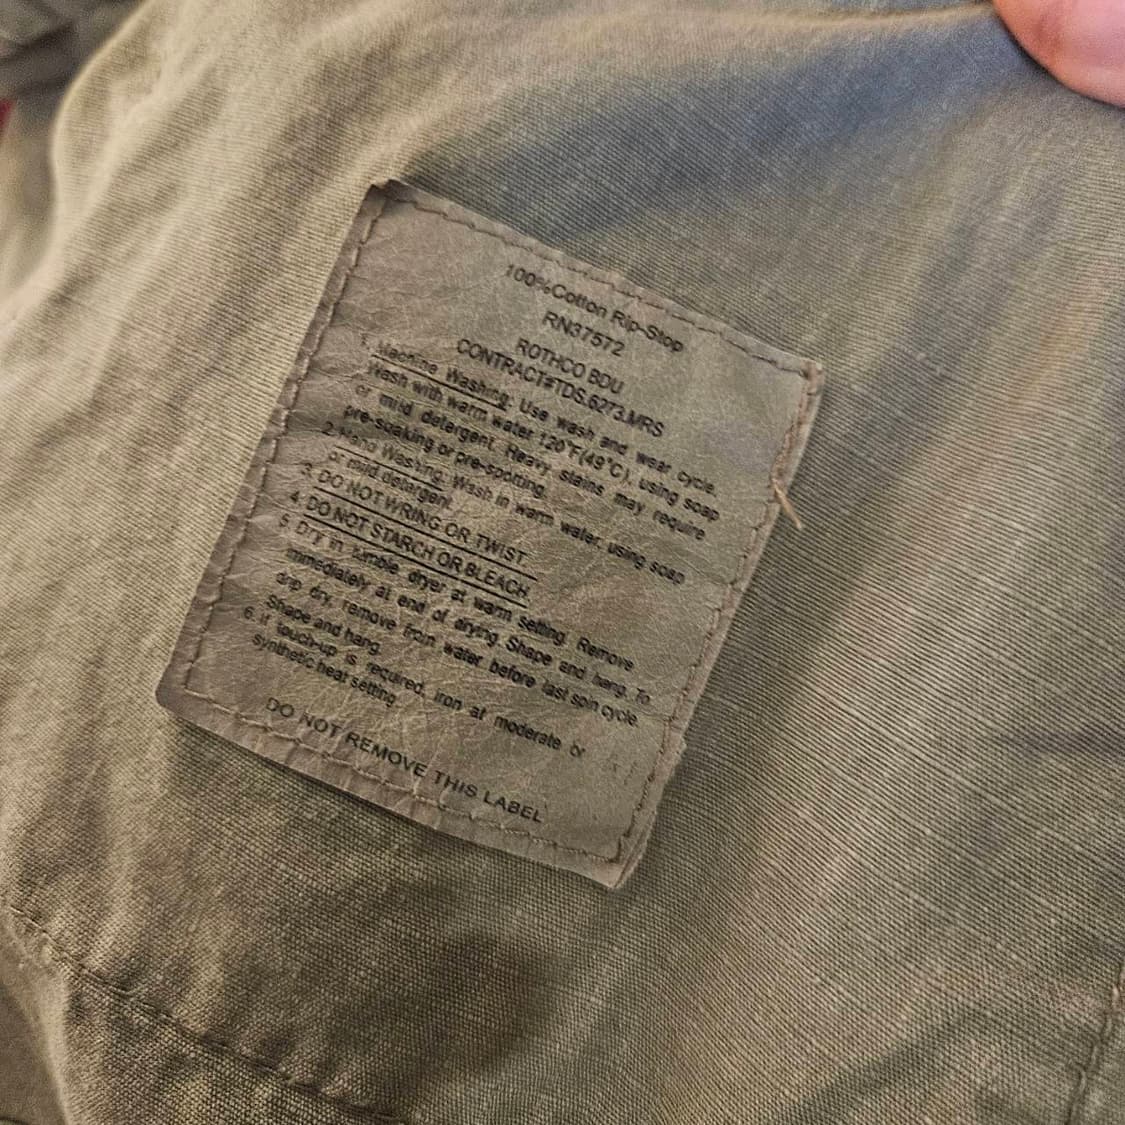 100%Cotton Rip-Stop
RN37572
ROTHCO BDU
CONTRACT#TDS.6273.MRS
1. Machine Washing: Use wash and wear cycle.
Wash with warm water 120°F(49°C), using soap
or mild detergent. Heavy stains may require
pre-soaking or pre-spotting.
2. Hand Washing: Wash in warm water, using soap
or mild detergent.
3. DO NOT WRING OR TWIST.
4. DO NOT STARCH OR BLEACH.
5. Dry in tumble dryer at warm setting. Remove
immediately at end of drying. Shape and hang. To
drip dry, remove from water before last spin cycle.
Shape and hang.
6. If touch-up is required, iron at moderate or
synthetic heat setting
DO NOT REMOVE THIS LABEL